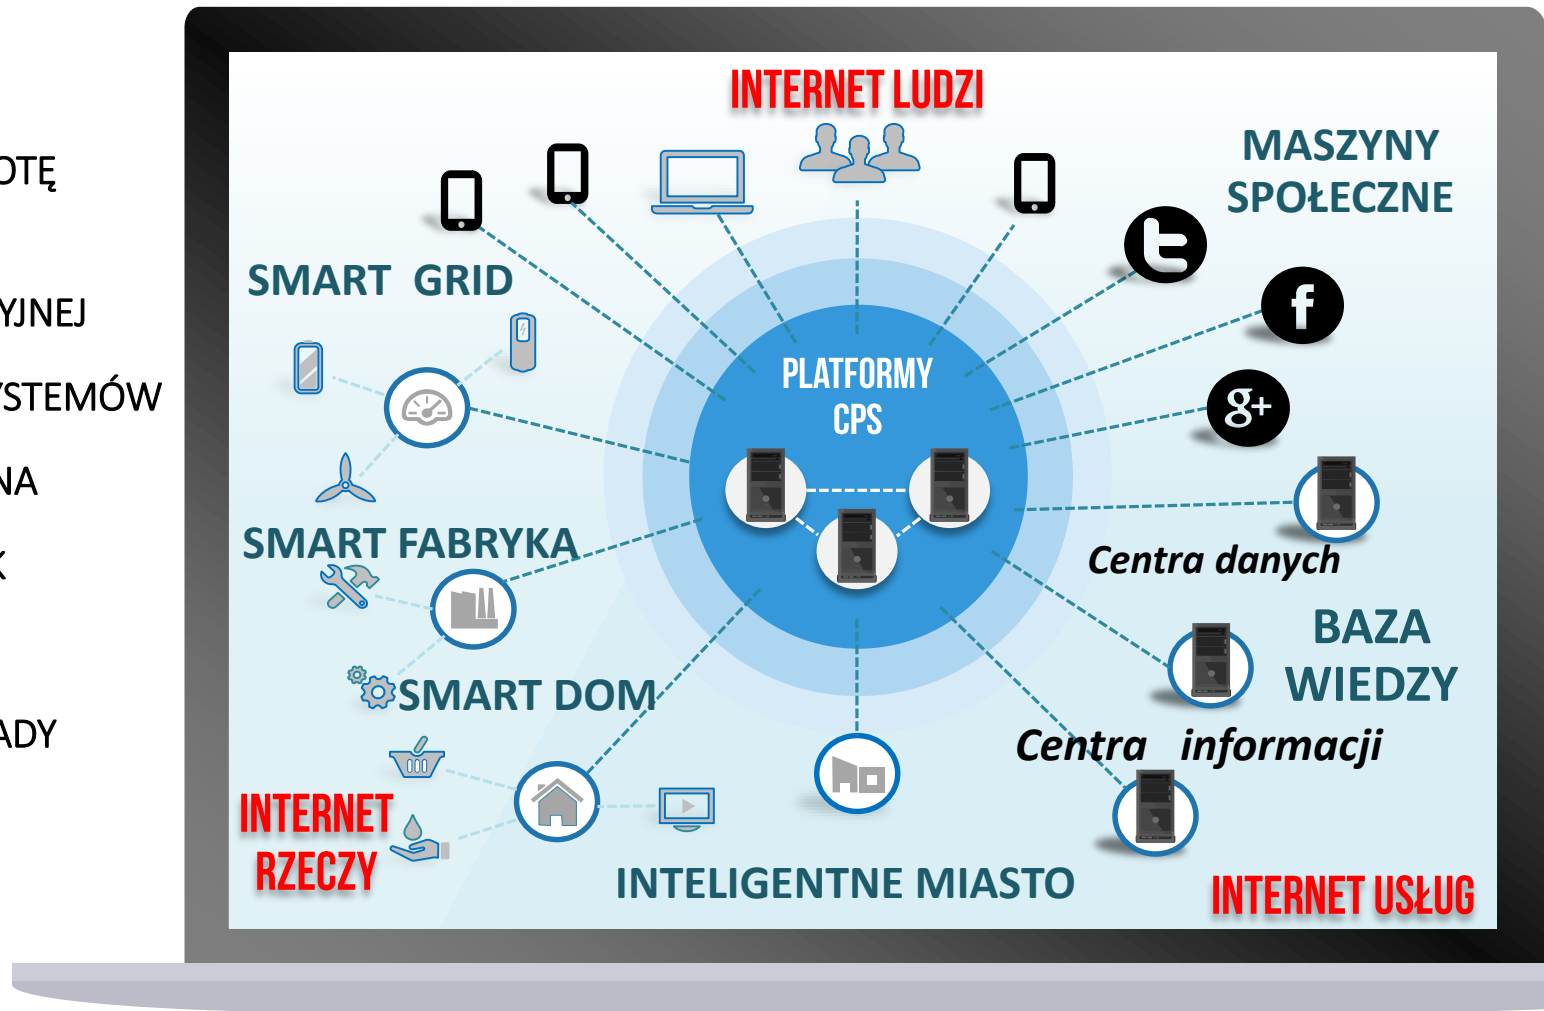 OTĘ
YJNEJ
YSTEMÓW
NA
K
ADY
INTERNET LUDZI
MASZYNY
SPOŁECZNE
SMART GRID
t
f
g+
PLATFORMY
CPS
SMART FABRYKA
Centra danych
BAZA
WIEDZY
SMART DOM
Centra informacji
INTERNET
RZECZY
INTELIGENTNE MIASTO
INTERNET USŁUG